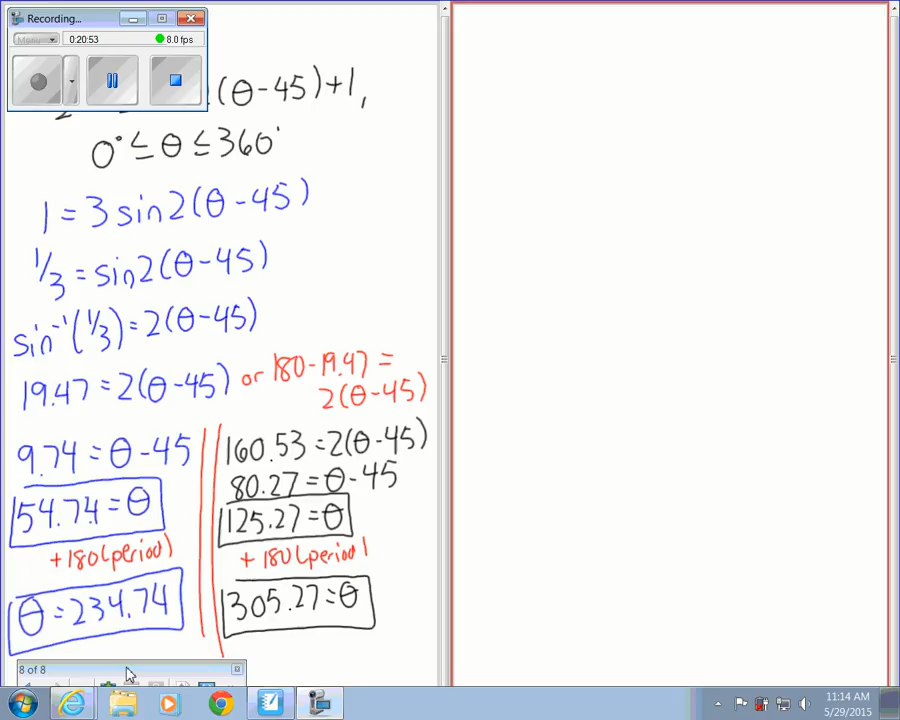 Recording...
Menu
0:20:53
8.0 fps
(θ-45)+1,
0° ≤ θ ≤ 360°
1 = 3 sin2(θ-45)
1/3 = sin2(θ-45)
sin⁻¹(1/3) = 2(θ-45)
19.47 = 2(θ-45)
or 180-19.47 =
2(θ-45)
9.74 = θ-45
54.74 = θ
+180 (period)
θ = 234.74
160.53 = 2(θ-45)
80.27 = θ-45
125.27 = θ
+ 180 (period)
305.27 = θ
8 of 8
11:14 AM
5/29/2015